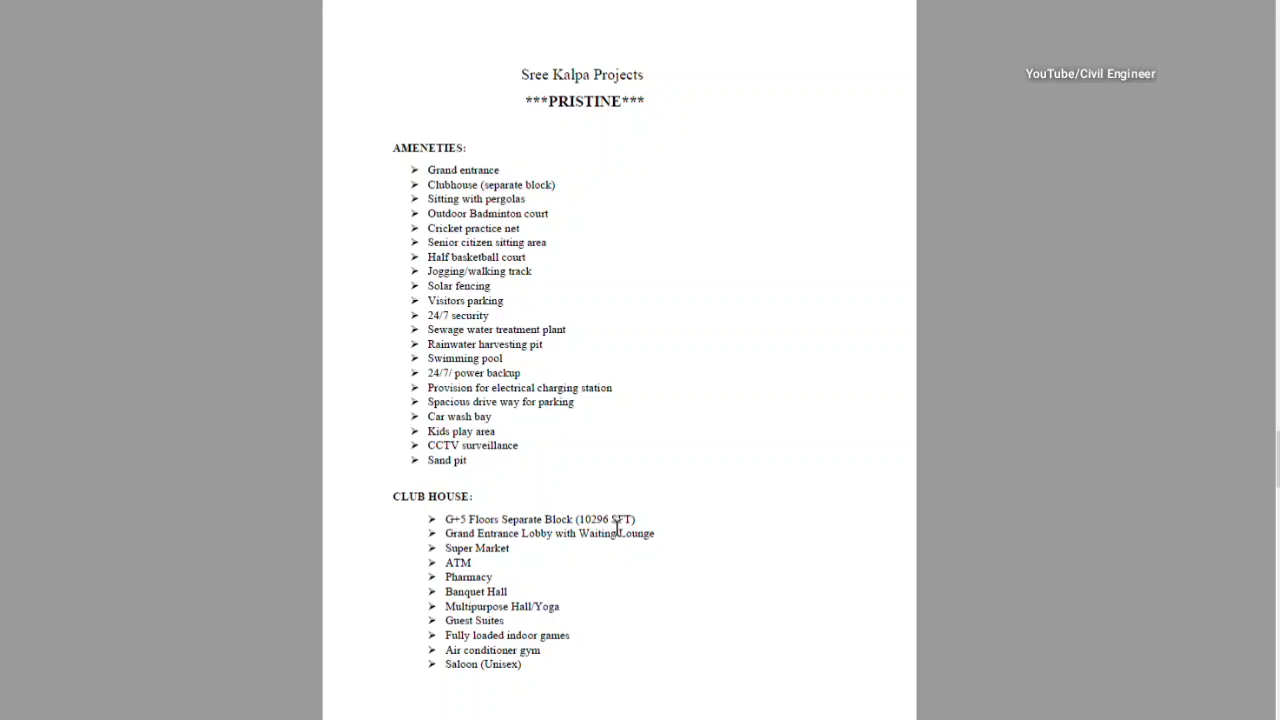 Sree Kalpa Projects
YouTube/Civil Engineer
***PRISTINE***
AMENETIES:
➢ Grand entrance
➢ Clubhouse (separate block)
➢ Sitting with pergolas
➢ Outdoor Badminton court
➢ Cricket practice net
➢ Senior citizen sitting area
➢ Half basketball court
➢ Jogging/walking track
➢ Solar fencing
➢ Visitors parking
➢ 24/7 security
➢ Sewage water treatment plant
➢ Rainwater harvesting pit
➢ Swimming pool
➢ 24/7/ power backup
➢ Provision for electrical charging station
➢ Spacious drive way for parking
➢ Car wash bay
➢ Kids play area
➢ CCTV surveillance
➢ Sand pit
CLUB HOUSE:
➢ G+5 Floors Separate Block (10296 SFT)
➢ Grand Entrance Lobby with Waiting Lounge
➢ Super Market
➢ ATM
➢ Pharmacy
➢ Banquet Hall
➢ Multipurpose Hall/Yoga
➢ Guest Suites
➢ Fully loaded indoor games
➢ Air conditioner gym
➢ Saloon (Unisex)